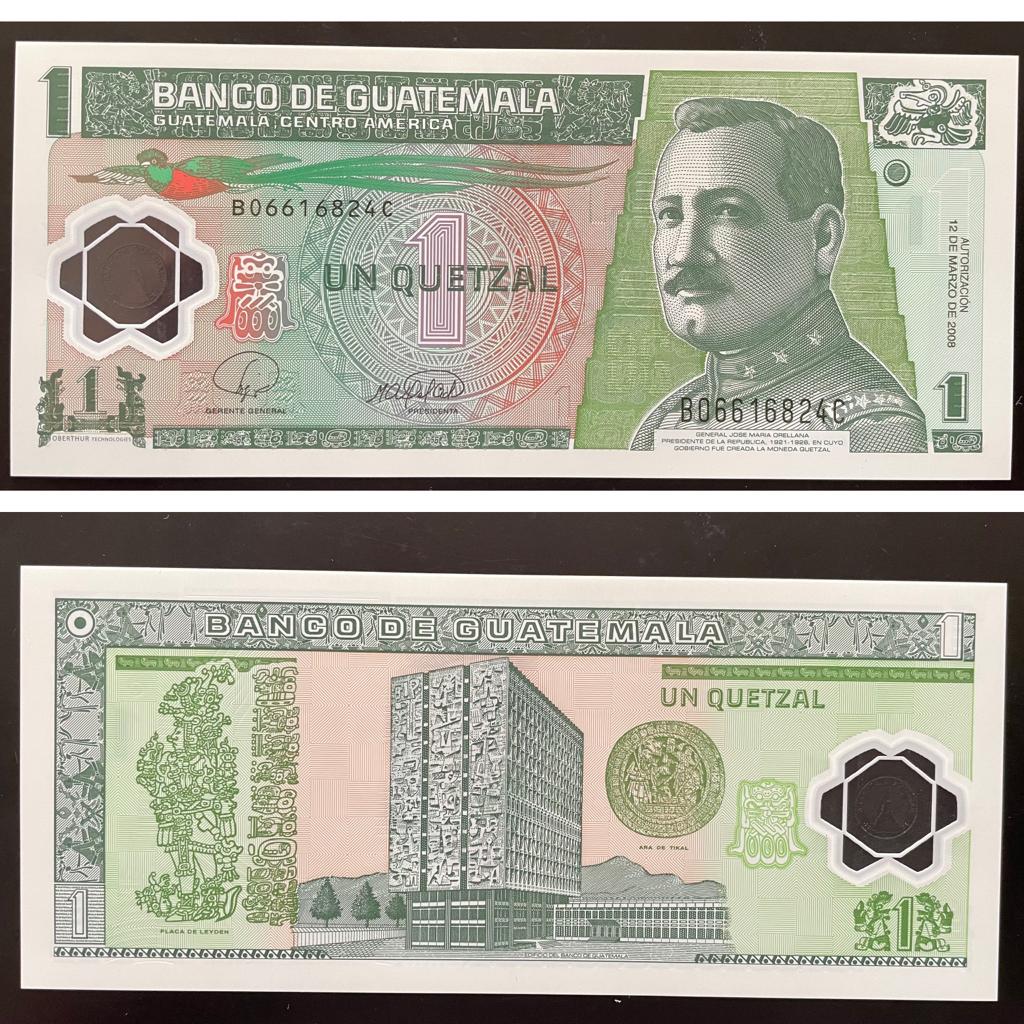 1
BANCO DE GUATEMALA
GUATEMALA, CENTRO AMERICA
B06616824C
1
UN QUETZAL
AUTORIZACIÓN
12 DE MARZO DE 2008
1
GERENTE GENERAL
PRESIDENTA
OBERTHUR TECHNOLOGIES
B06616824C
1
GENERAL JOSE MARIA ORELLANA
PRESIDENTE DE LA REPUBLICA, 1921-1926, EN CUYO
GOBIERNO FUE CREADA LA MONEDA QUETZAL
BANCO DE GUATEMALA
1
UN QUETZAL
ARA DE TIKAL
1
1
PLACA DE LEYDEN
EDIFICIO DEL BANCO DE GUATEMALA